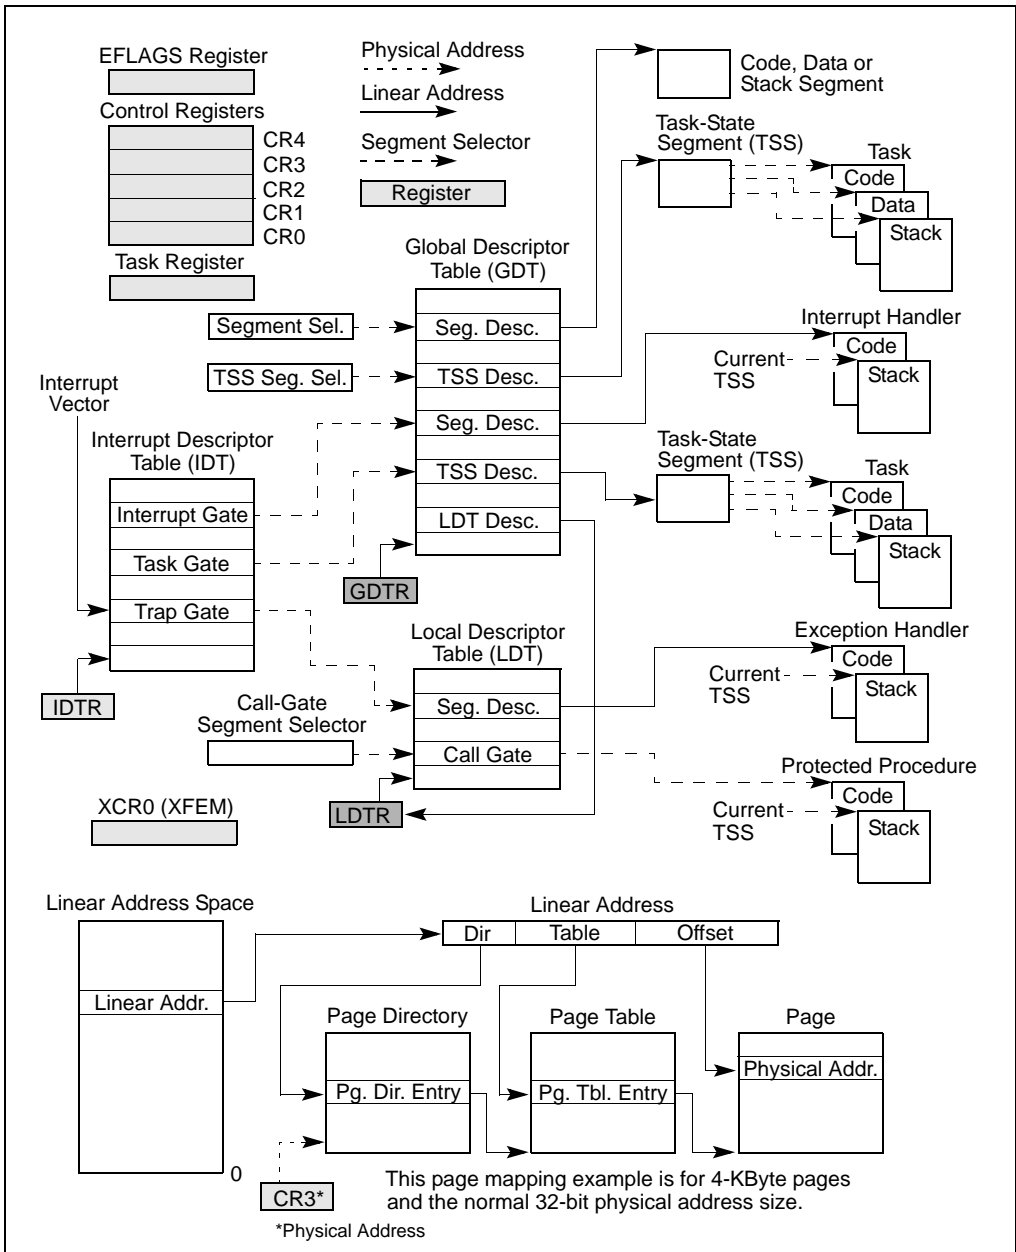 EFLAGS Register
Control Registers
CR4
CR3
CR2
CR1
CR0
Task Register
Physical Address
Linear Address
Segment Selector
Register
Code, Data or
Stack Segment
Task-State
Segment (TSS)
Task
Code
Data
Stack
Global Descriptor
Table (GDT)
Segment Sel.
Seg. Desc.
TSS Seg. Sel.
TSS Desc.
Seg. Desc.
TSS Desc.
LDT Desc.
GDTR
Interrupt Handler
Code
Current
TSS
Stack
Interrupt
Vector
Interrupt Descriptor
Table (IDT)
Interrupt Gate
Task Gate
Trap Gate
IDTR
Task-State
Segment (TSS)
Task
Code
Data
Stack
Local Descriptor
Table (LDT)
Call-Gate
Segment Selector
Seg. Desc.
Call Gate
LDTR
Exception Handler
Code
Current
TSS
Stack
Protected Procedure
Code
Current
TSS
Stack
XCR0 (XFEM)
Linear Address Space
Linear Addr.
0
Linear Address
Dir
Table
Offset
Page Directory
Pg. Dir. Entry
Page Table
Pg. Tbl. Entry
Page
Physical Addr.
CR3*
*Physical Address
This page mapping example is for 4-KByte pages
and the normal 32-bit physical address size.